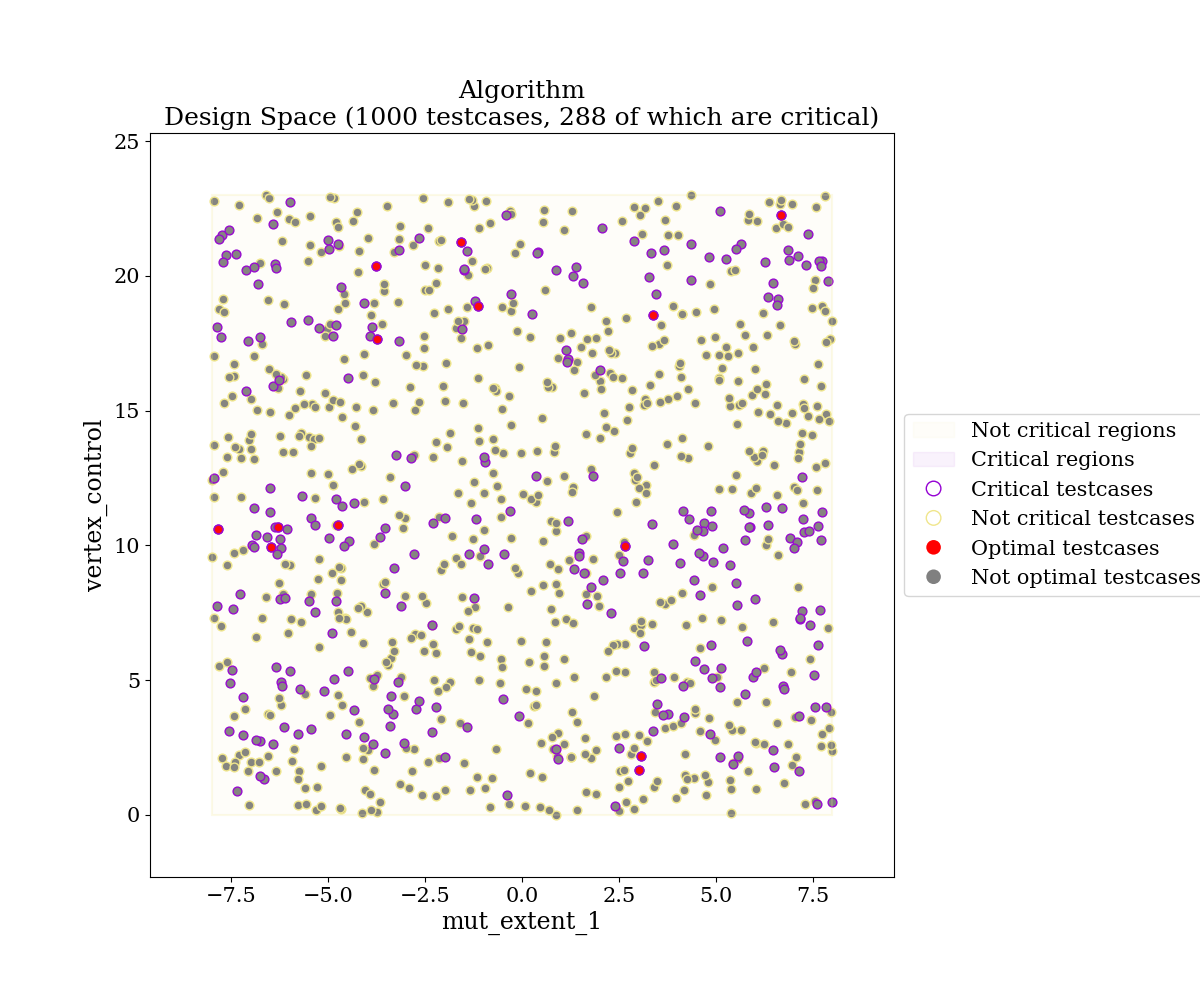 Algorithm
Design Space (1000 testcases, 288 of which are critical)
25
20
15
10
5
0
vertex_control
−7.5 −5.0 −2.5 0.0 2.5 5.0 7.5
mut_extent_1
Not critical regions
Critical regions
Critical testcases
Not critical testcases
Optimal testcases
Not optimal testcases